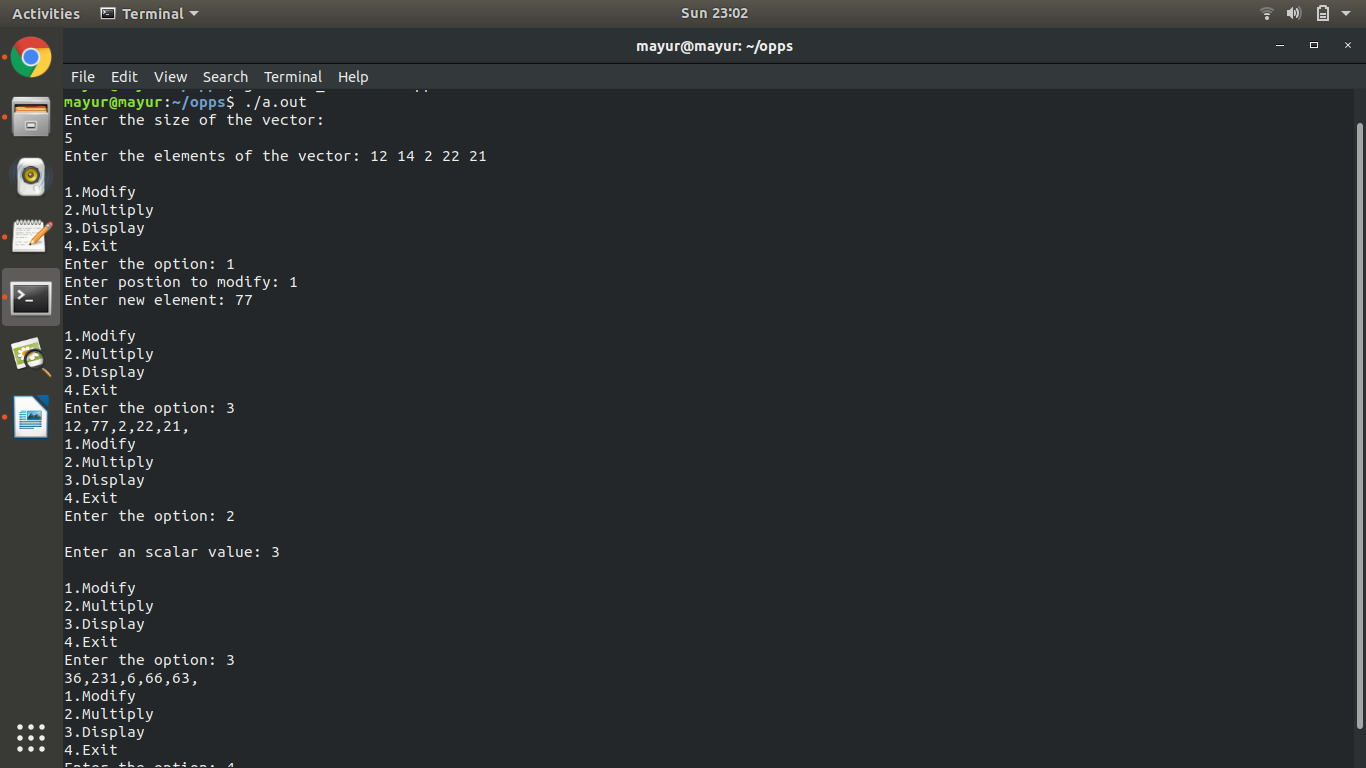 Activities Terminal Sun 23:02
mayur@mayur: ~/opps
File Edit View Search Terminal Help
mayur@mayur:~/opps$ ./a.out
Enter the size of the vector:
5
Enter the elements of the vector: 12 14 2 22 21
1.Modify
2.Multiply
3.Display
4.Exit
Enter the option: 1
Enter postion to modify: 1
Enter new element: 77
1.Modify
2.Multiply
3.Display
4.Exit
Enter the option: 3
12,77,2,22,21,
1.Modify
2.Multiply
3.Display
4.Exit
Enter the option: 2
Enter an scalar value: 3
1.Modify
2.Multiply
3.Display
4.Exit
Enter the option: 3
36,231,6,66,63,
1.Modify
2.Multiply
3.Display
4.Exit
Enter the option: 4